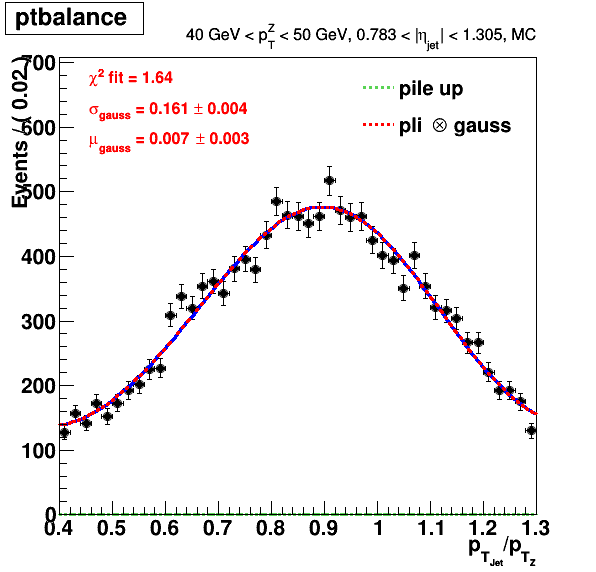 ptbalance
40 GeV < p_T^Z < 50 GeV, 0.783 < |η_jet| < 1.305, MC
χ² fit = 1.64
σ_gauss = 0.161 ± 0.004
μ_gauss = 0.007 ± 0.003
pile up
pli ⊗ gauss
Events / ( 0.02 )
700
600
500
400
300
200
100
0
0.4 0.5 0.6 0.7 0.8 0.9 1 1.1 1.2 1.3
p_T_Jet/p_T_Z